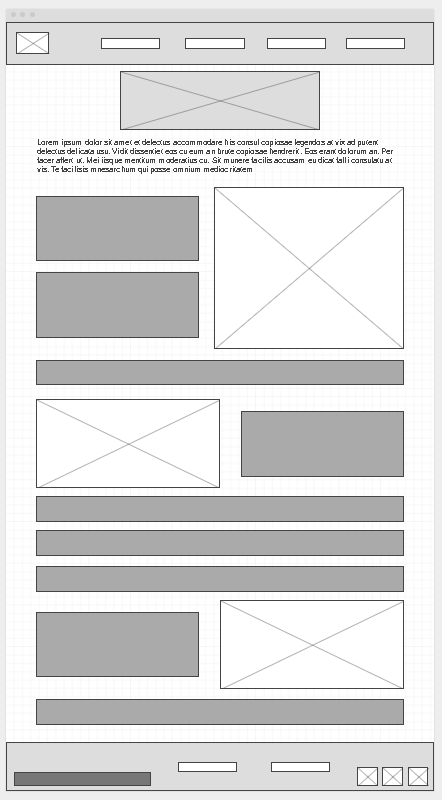 Lorem ipsum dolor sit amet et delectus accommodare his consul copiosae legendos at vix ad putent
delectus delicata usu. Vidit dissentiet eos cu eum an brute copiosae hendrerit. Eos erant dolorum an. Per
facer affert ut. Mei iisque mentitum moderatius cu. Sit munere facilis accusam eu dicat falli consulatu at
vis. Te facilisis mnesarchum qui posse omnium mediocritatem